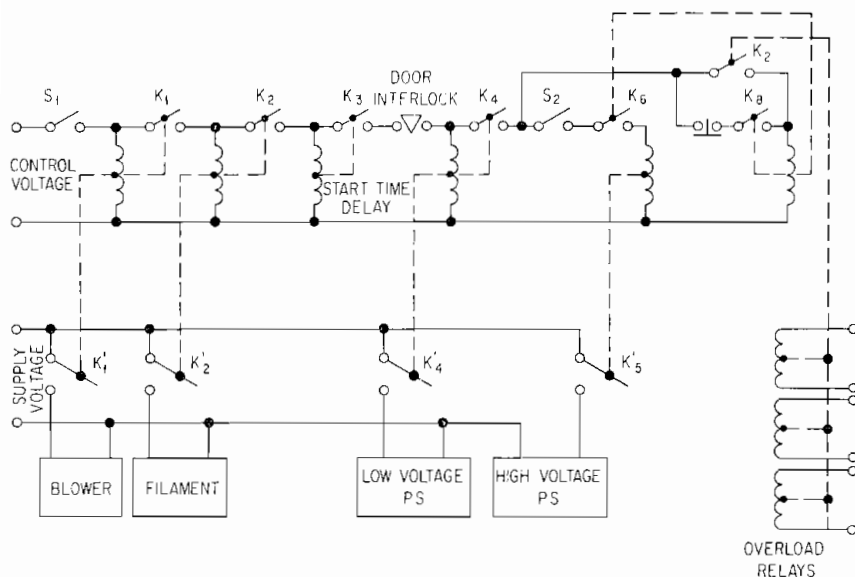 S1
K1
K2
K3
DOOR
INTERLOCK
K4
S2
K6
K2
K8
CONTROL
VOLTAGE
START TIME
DELAY
SUPPLY
VOLTAGE
K'1
K'2
K'4
K'5
BLOWER
FILAMENT
LOW VOLTAGE
PS
HIGH VOLTAGE
PS
OVERLOAD
RELAYS